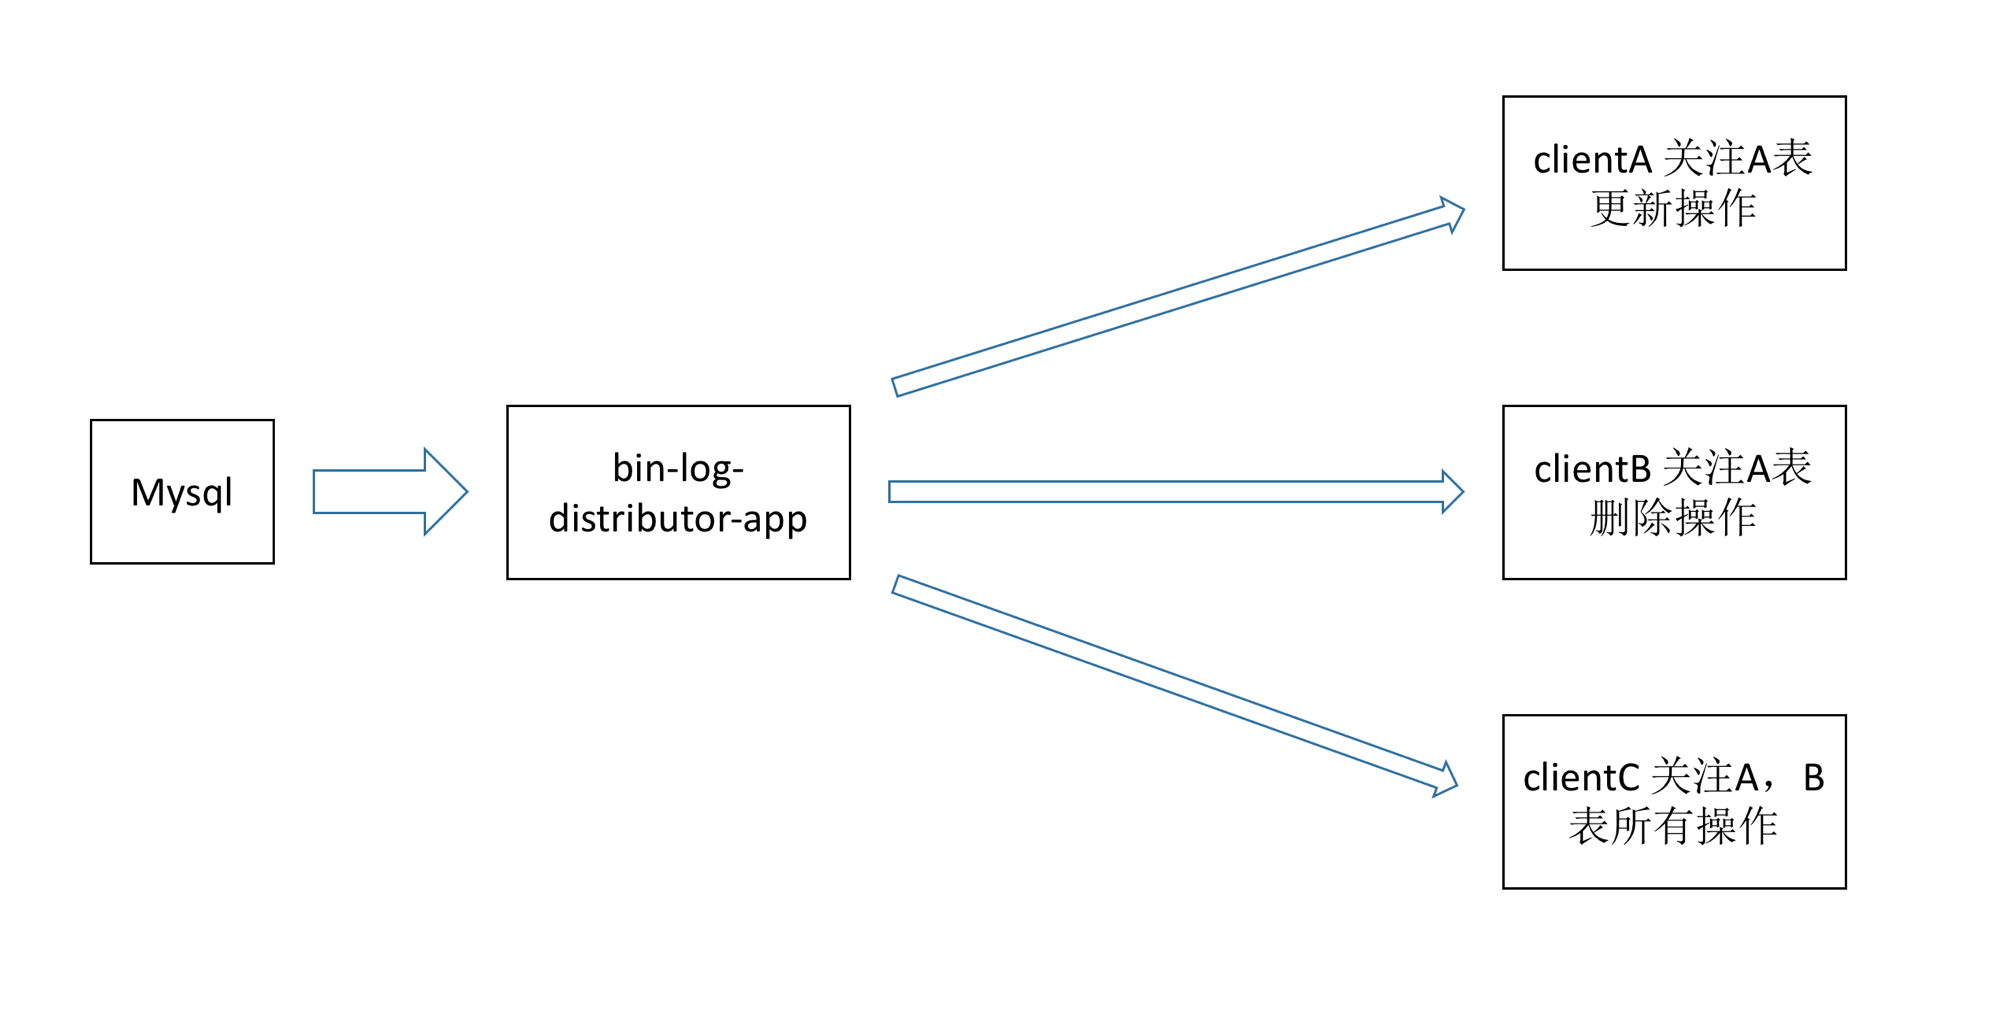 clientA 关注A表
更新操作
Mysql
bin-log-
distributor-app
clientB 关注A表
删除操作
clientC 关注A，B
表所有操作